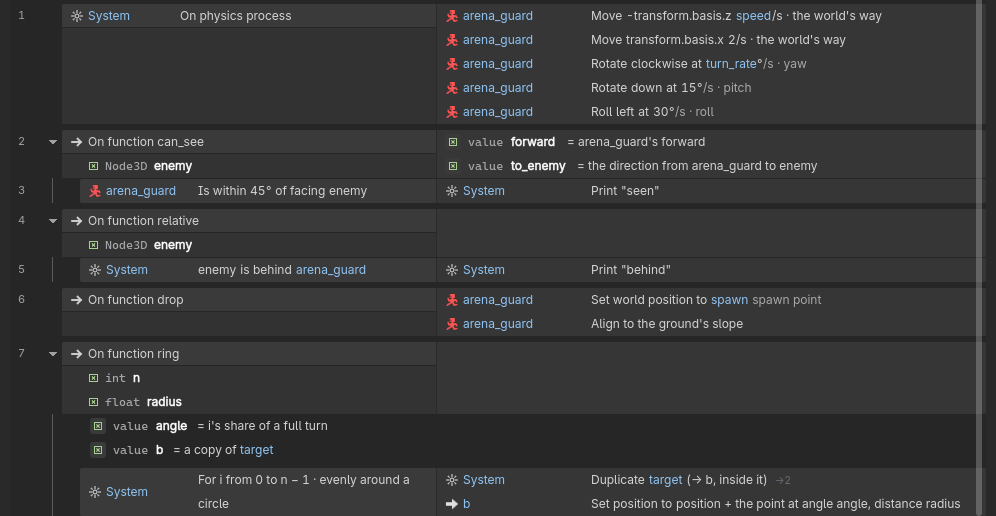 1 System On physics process arena_guard Move -transform.basis.z speed/s · the world's way
arena_guard Move transform.basis.x 2/s · the world's way
arena_guard Rotate clockwise at turn_rate°/s · yaw
arena_guard Rotate down at 15°/s · pitch
arena_guard Roll left at 30°/s · roll
2 On function can_see value forward = arena_guard's forward
Node3D enemy value to_enemy = the direction from arena_guard to enemy
3 arena_guard Is within 45° of facing enemy System Print "seen"
4 On function relative
Node3D enemy
5 System enemy is behind arena_guard System Print "behind"
6 On function drop arena_guard Set world position to spawn spawn point
arena_guard Align to the ground's slope
7 On function ring
int n
float radius
value angle = i's share of a full turn
value b = a copy of target
System For i from 0 to n − 1 · evenly around a circle System Duplicate target (→ b, inside it) →2
b Set position to position + the point at angle angle, distance radius